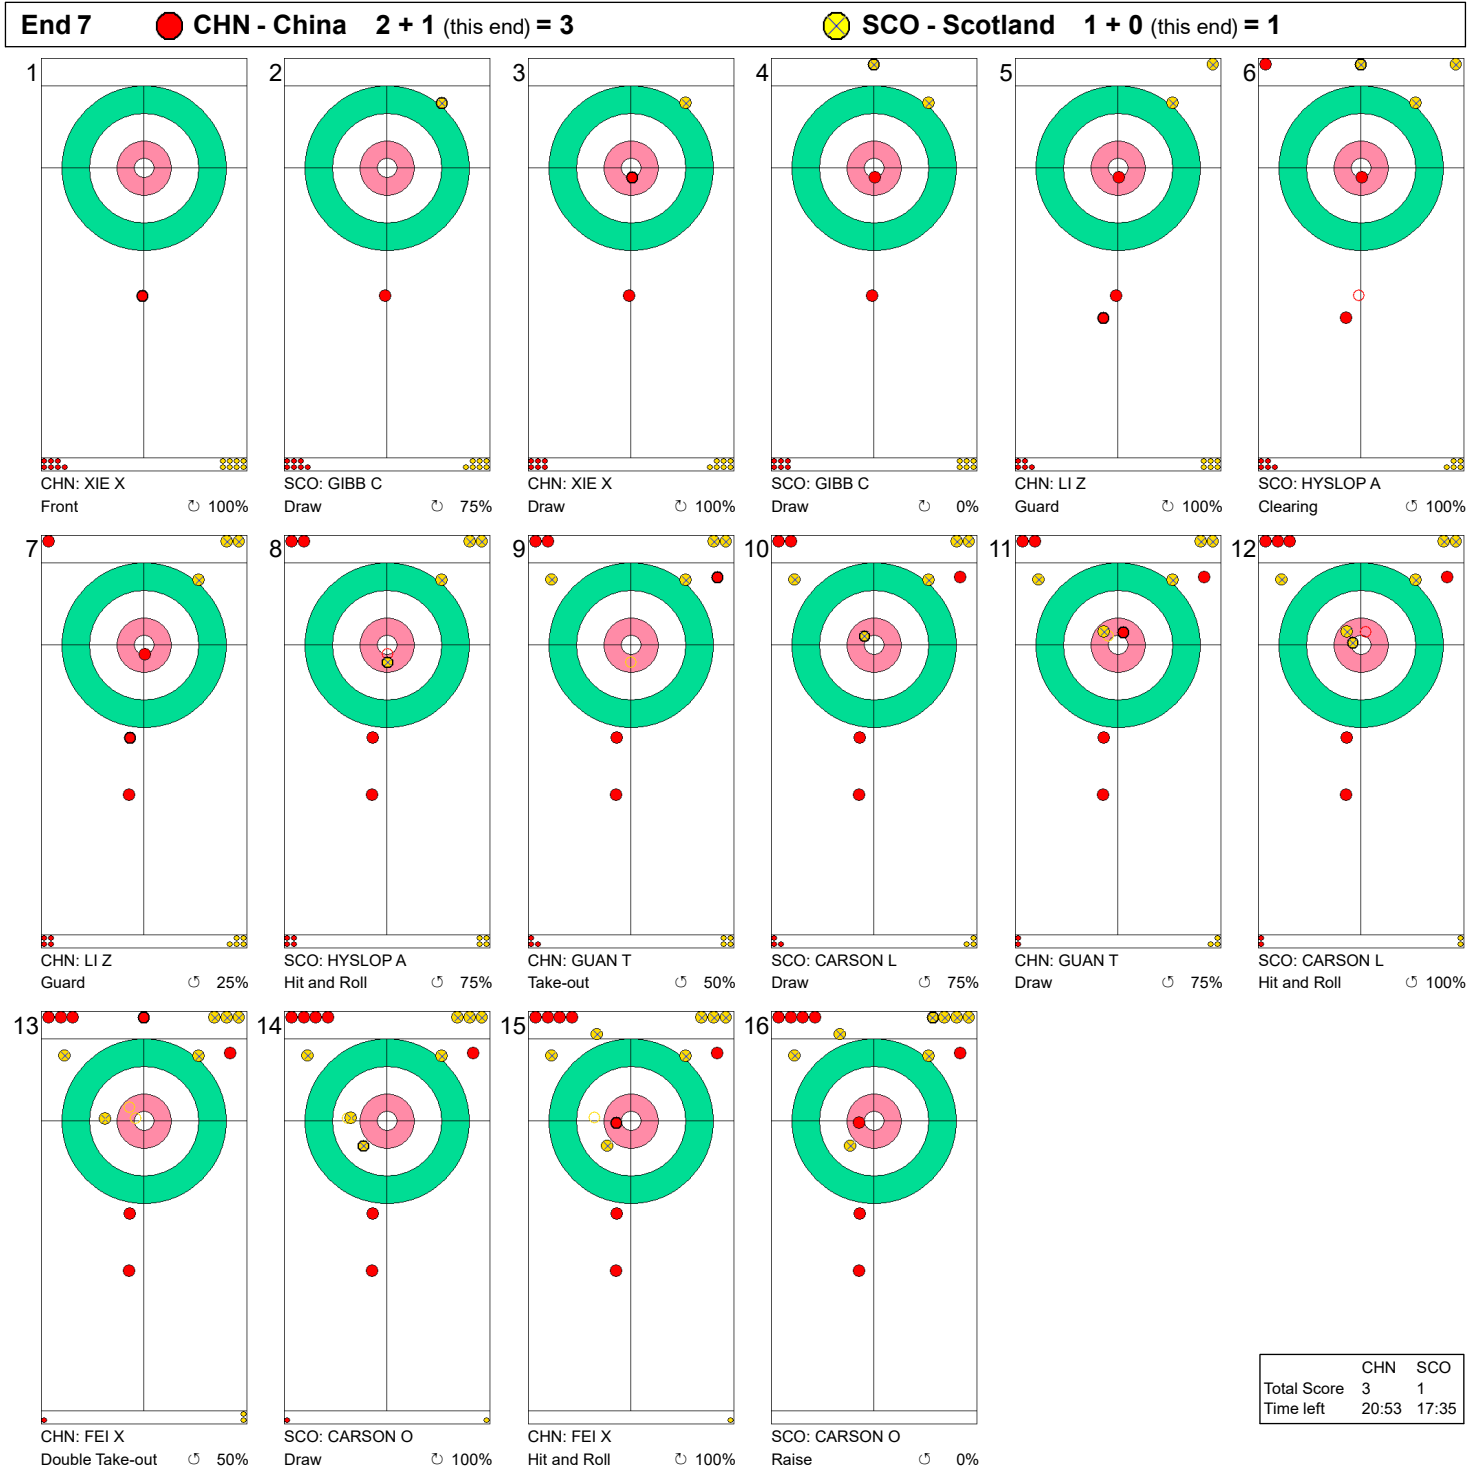 End 7 CHN - China 2 + 1 (this end) = 3 SCO - Scotland 1 + 0 (this end) = 1
1 2 3 4 5 6
CHN: XIE X SCO: GIBB C CHN: XIE X SCO: GIBB C CHN: LI Z SCO: HYSLOP A
Front ↻ 100% Draw ↻ 75% Draw ↻ 100% Draw ↻ 0% Guard ↻ 100% Clearing ↻ 100%
7 8 9 10 11 12
CHN: LI Z SCO: HYSLOP A CHN: GUAN T SCO: CARSON L CHN: GUAN T SCO: CARSON L
Guard ↺ 25% Hit and Roll ↺ 75% Take-out ↺ 50% Draw ↺ 75% Draw ↺ 75% Hit and Roll ↺ 100%
13 14 15 16
CHN: FEI X SCO: CARSON O CHN: FEI X SCO: CARSON O
Double Take-out ↺ 50% Draw ↻ 100% Hit and Roll ↻ 100% Raise ↺ 0%
CHN SCO
Total Score 3 1
Time left 20:53 17:35